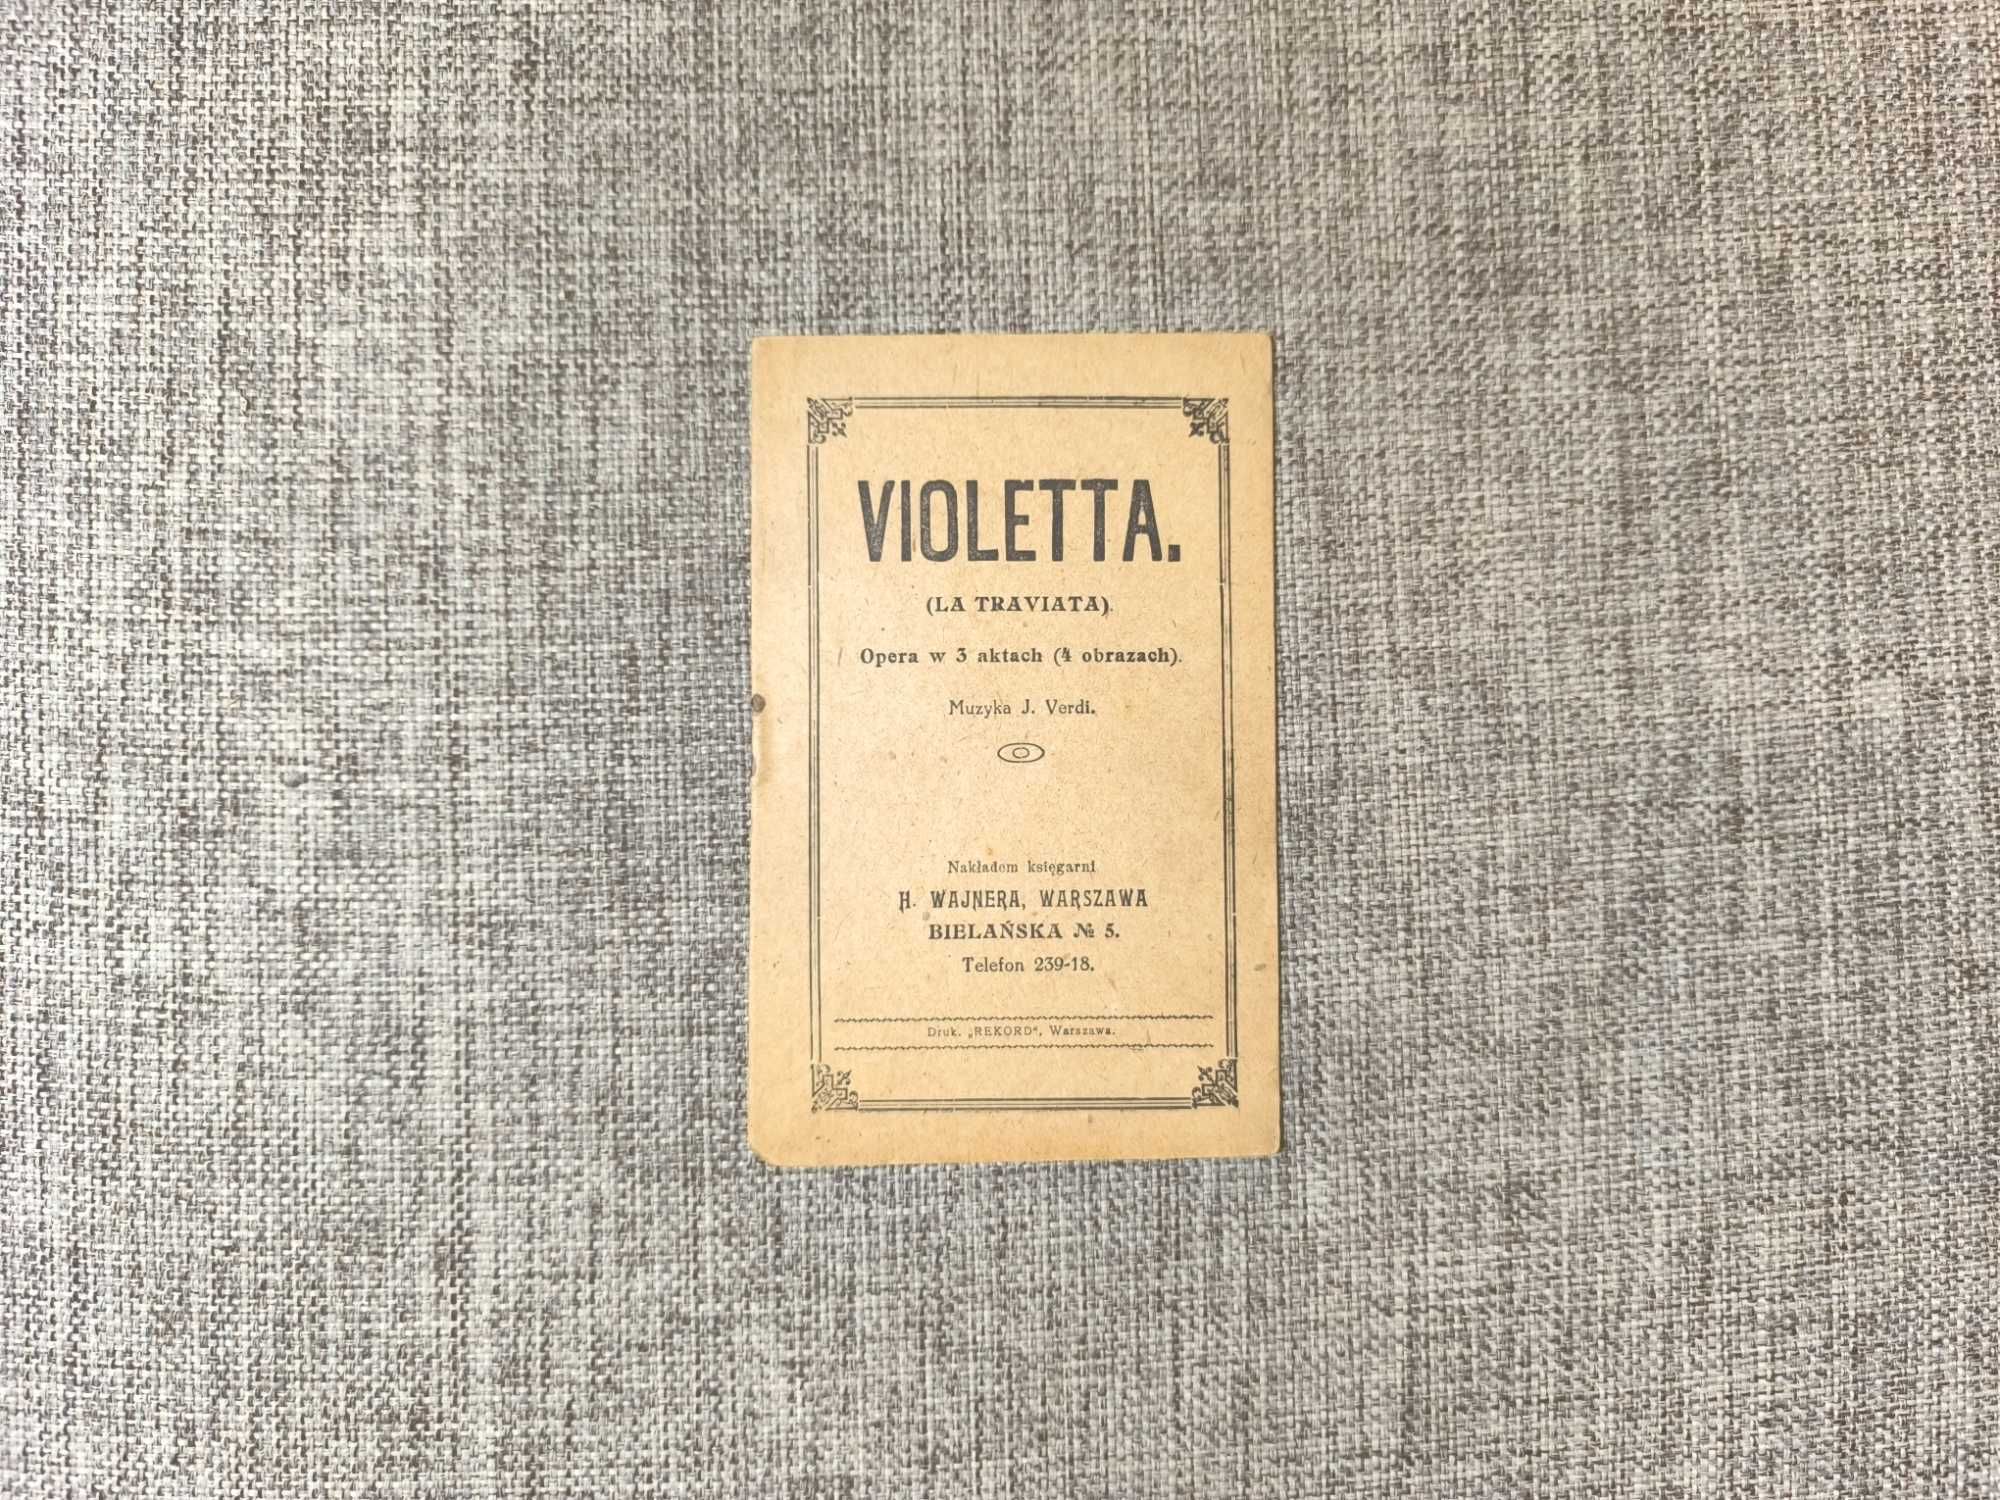 VIOLETTA.
(LA TRAVIATA).
Opera w 3 aktach (4 obrazach).
Muzyka J. Verdi.
Nakładem księgarni
H. WAJNERA, WARSZAWA
BIELAŃSKA № 5.
Telefon 239-18.
Druk. „REKORD", Warszawa.